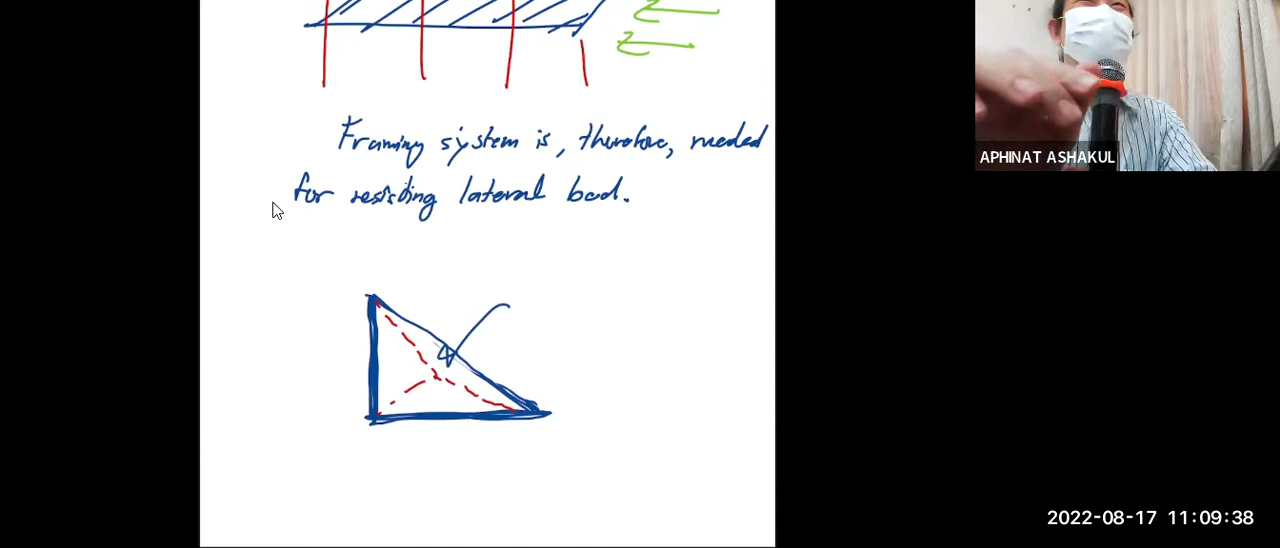 Framing system is, therefore, needed
for resisting lateral load.
APHINAT ASHAKUL
2022-08-17 11:09:38